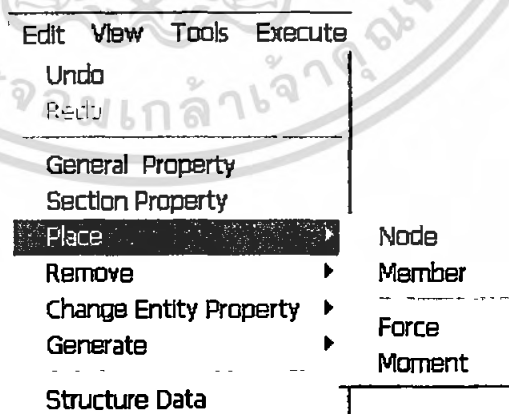 Edit View Tools Execute
Undo
Redo
General Property
Section Property
Place
Remove
Change Entity Property
Generate
Structure Data
Node
Member
Force
Moment